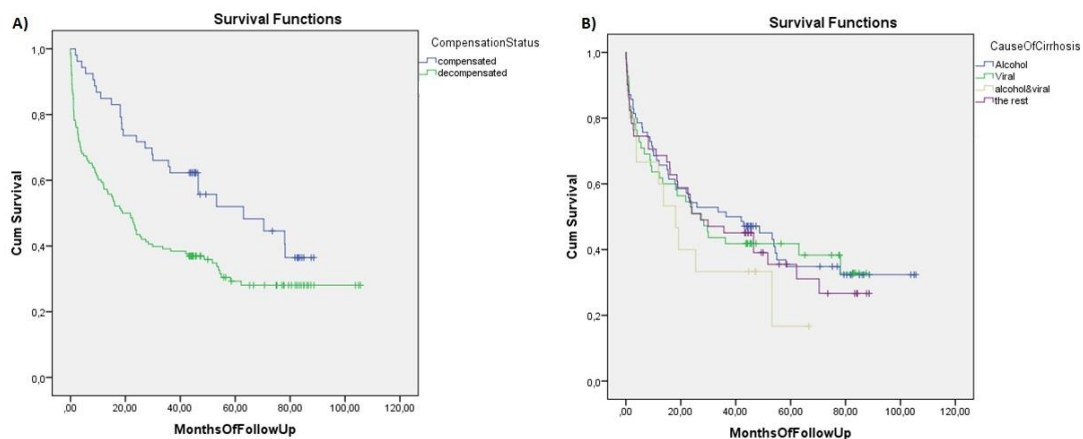 A)
Survival Functions
CompensationStatus
compensated
decompensated
1,0
0,8
0,6
0,4
0,2
0,0
Cum Survival
,00 20,00 40,00 60,00 80,00 100,00 120,00
MonthsOfFollowUp
B)
Survival Functions
CauseOfCirrhosis
Alcohol
Viral
alcohol&viral
the rest
1,0
0,8
0,6
0,4
0,2
0,0
Cum Survival
,00 20,00 40,00 60,00 80,00 100,00 120,00
MonthsOfFollowUp